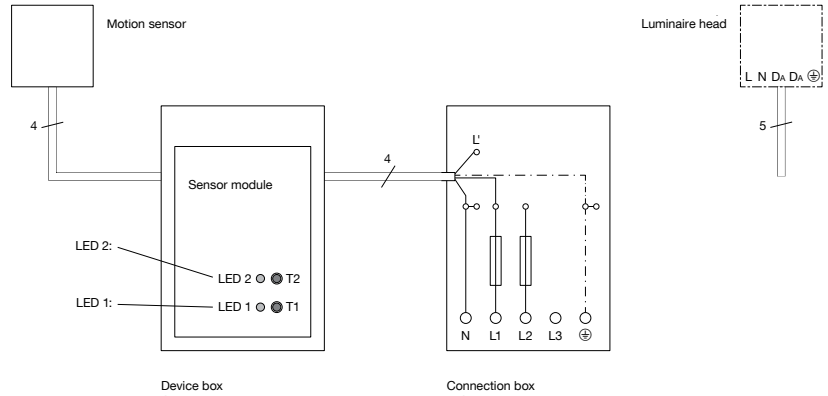 Motion sensor
Luminaire head
L N DA DA
4
5
4
L'
Sensor module
LED 2:
LED 2 T2
LED 1:
LED 1 T1
N L1 L2 L3
Device box
Connection box